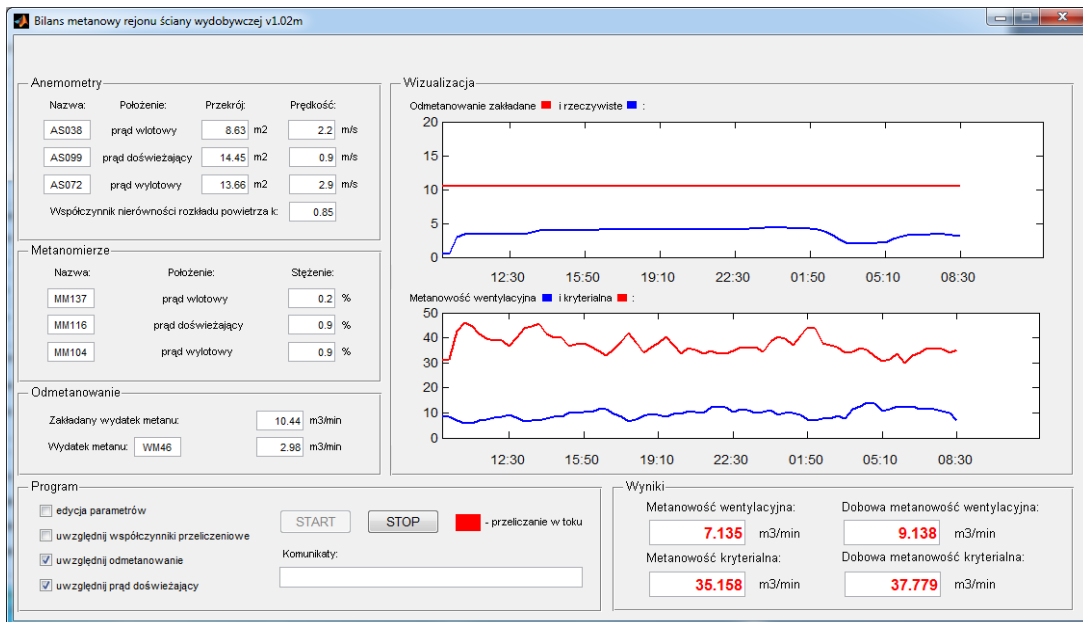 Bilans metanowy rejonu ściany wydobywczej v1.02m
Anemometry
Nazwa: Położenie: Przekrój: Prędkość:
AS038 prąd wlotowy 8.63 m2 2.2 m/s
AS099 prąd doświeżający 14.45 m2 0.9 m/s
AS072 prąd wylotowy 13.66 m2 2.9 m/s
Współczynnik nierówności rozkładu powietrza k: 0.85
Metanomierze
Nazwa: Położenie: Stężenie:
MM137 prąd wlotowy 0.2 %
MM116 prąd doświeżający 0.9 %
MM104 prąd wylotowy 0.9 %
Odmetanowanie
Zakładany wydatek metanu: 10.44 m3/min
Wydatek metanu: WM46 2.98 m3/min
Wizualizacja
Odmetanowanie zakładane i rzeczywiste :
20
15
10
5
0
12:30 15:50 19:10 22:30 01:50 05:10 08:30
Metanowość wentylacyjna i kryterialna :
50
40
30
20
10
0
12:30 15:50 19:10 22:30 01:50 05:10 08:30
Program
edycja parametrów
uwzględnij współczynniki przeliczeniowe
uwzględnij odmetanowanie
uwzględnij prąd doświeżający
START STOP - przeliczanie w toku
Komunikaty:
Wyniki
Metanowość wentylacyjna: Dobowa metanowość wentylacyjna:
7.135 m3/min 9.138 m3/min
Metanowość kryterialna: Dobowa metanowość kryterialna:
35.158 m3/min 37.779 m3/min